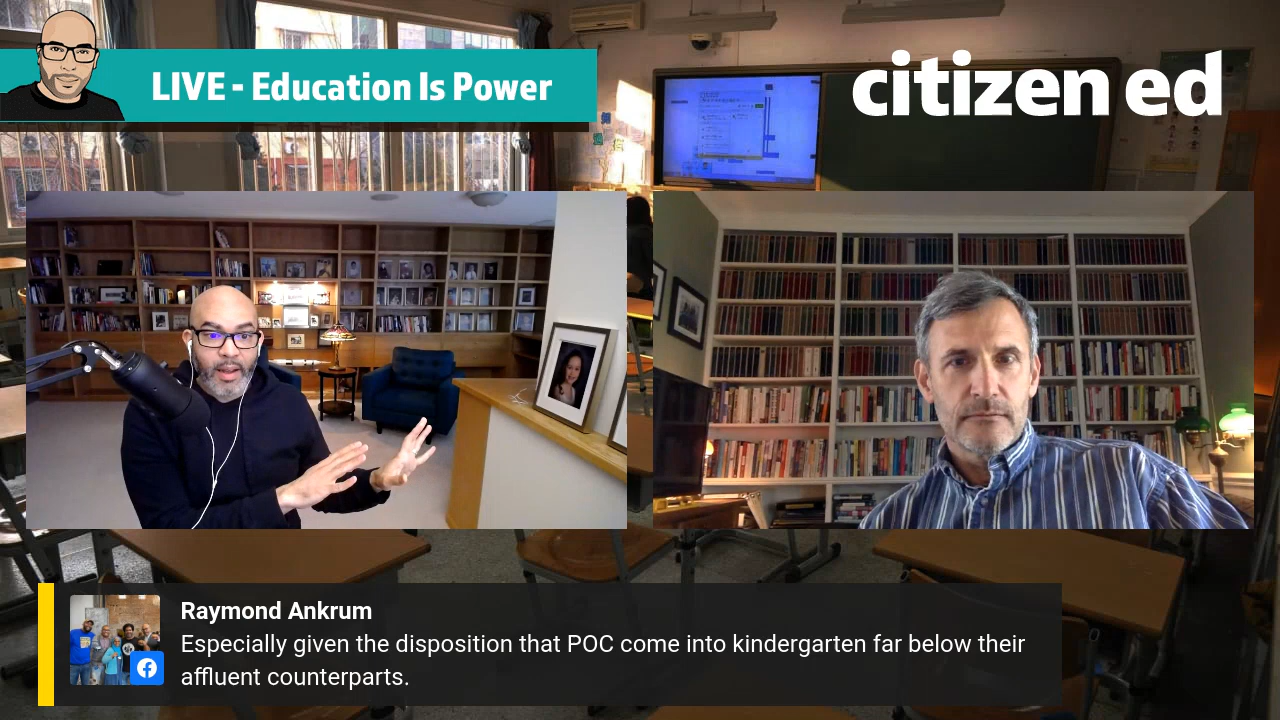 LIVE - Education Is Power
citizen ed
Raymond Ankrum
Especially given the disposition that POC come into kindergarten far below their
affluent counterparts.